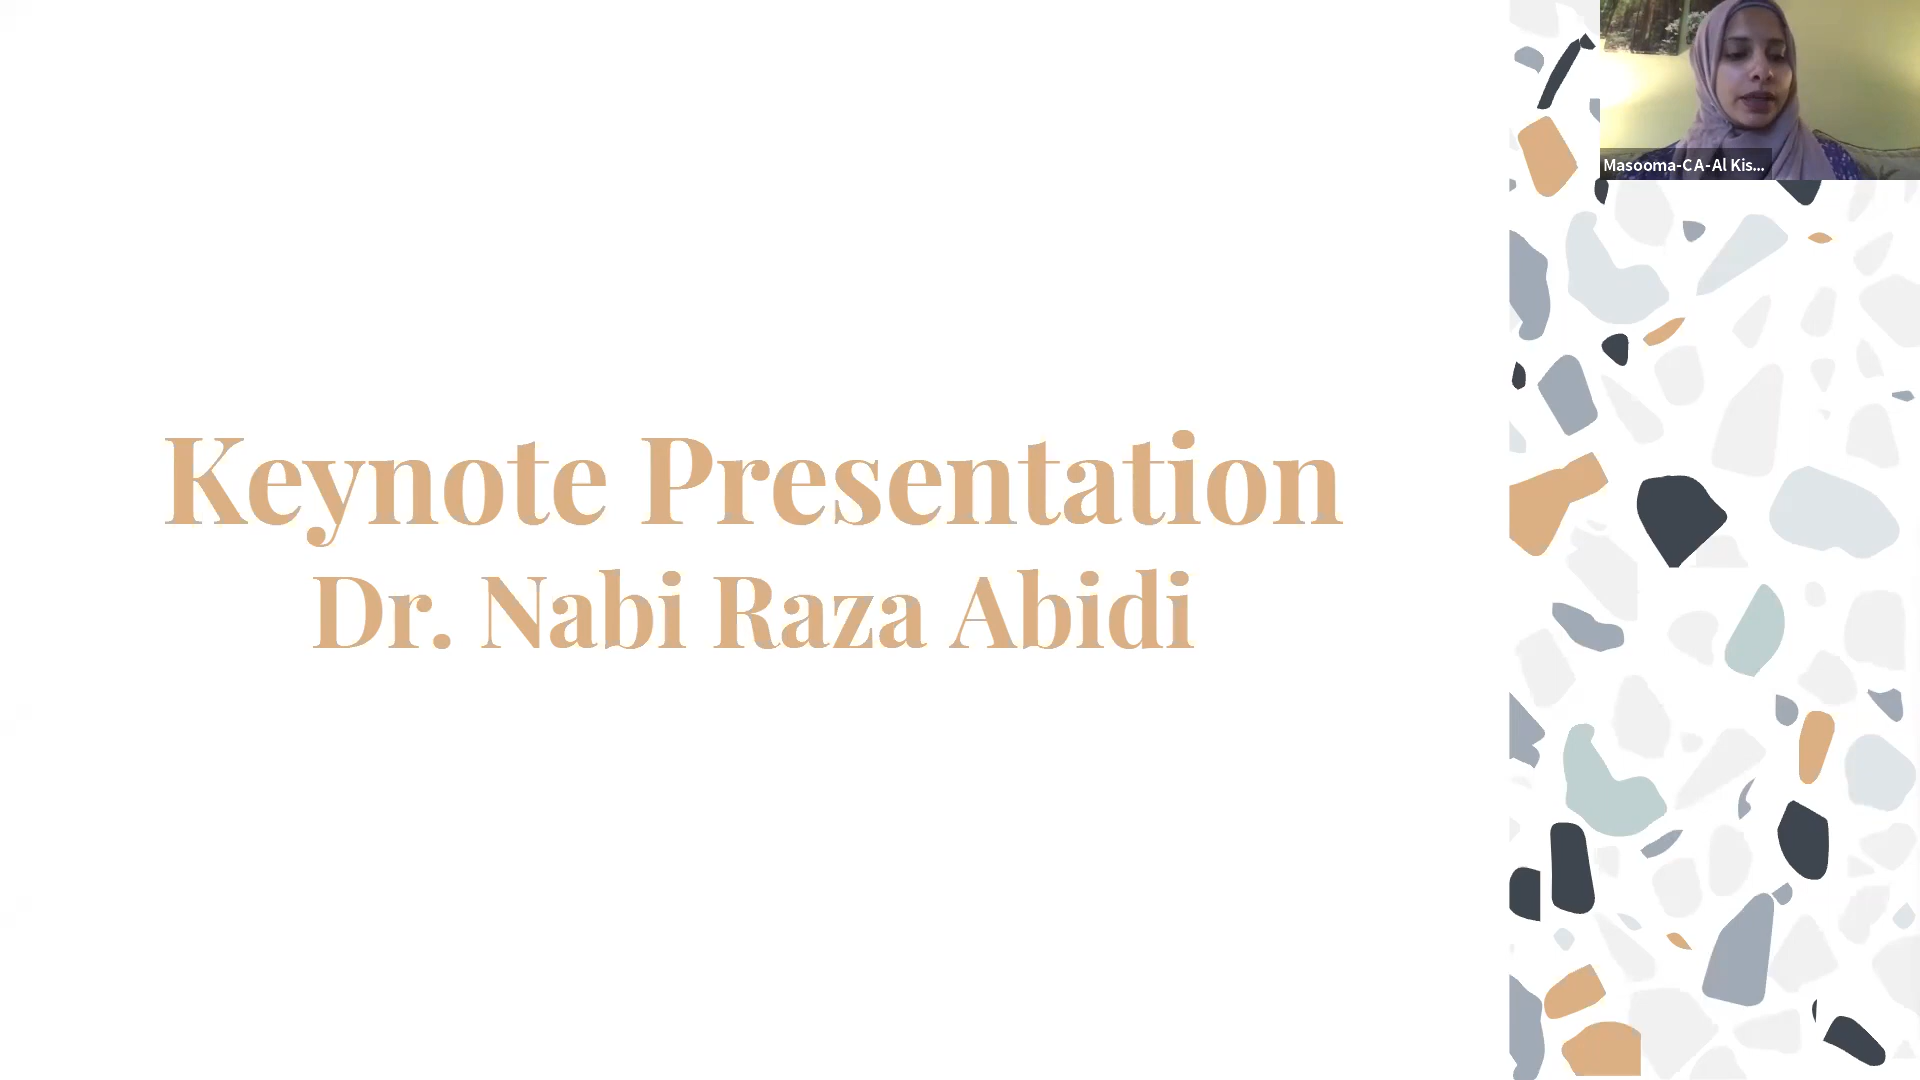 Masooma-CA-Al Kis...
Keynote Presentation
Dr. Nabi Raza Abidi